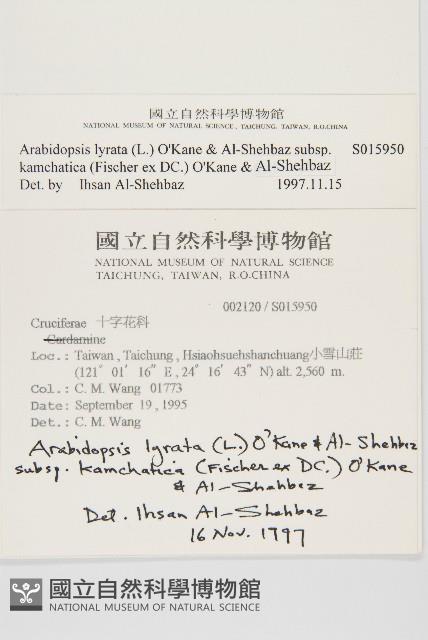 國立自然科學博物館
NATIONAL MUSEUM OF NATURAL SCIENCE, TAICHUNG, TAIWAN, R.O.CHINA
Arabidopsis lyrata (L.) O'Kane & Al-Shehbaz subsp. S015950
kamchatica (Fischer ex DC.) O'Kane & Al-Shehbaz
Det. by Ihsan Al-Shehbaz 1997.11.15
國立自然科學博物館
NATIONAL MUSEUM OF NATURAL SCIENCE
TAICHUNG, TAIWAN, R.O.CHINA
002120 / S015950
Cruciferae 十字花科
Cardamine
Loc.: Taiwan, Taichung, Hsiaohsuehshanchuang小雪山莊
(121° 01' 16" E, 24° 16' 43" N) alt. 2,560 m.
Col.: C. M. Wang 01773
Date: September 19, 1995
Det.: C. M. Wang
Arabidopsis lyrata (L.) O'Kane & Al-Shehbaz
subsp. kamchatica (Fischer ex DC.) O'Kane
& Al-Shehbaz
Det. Ihsan Al-Shehbaz
16 Nov. 1997
國立自然科學博物館
NATIONAL MUSEUM OF NATURAL SCIENCE